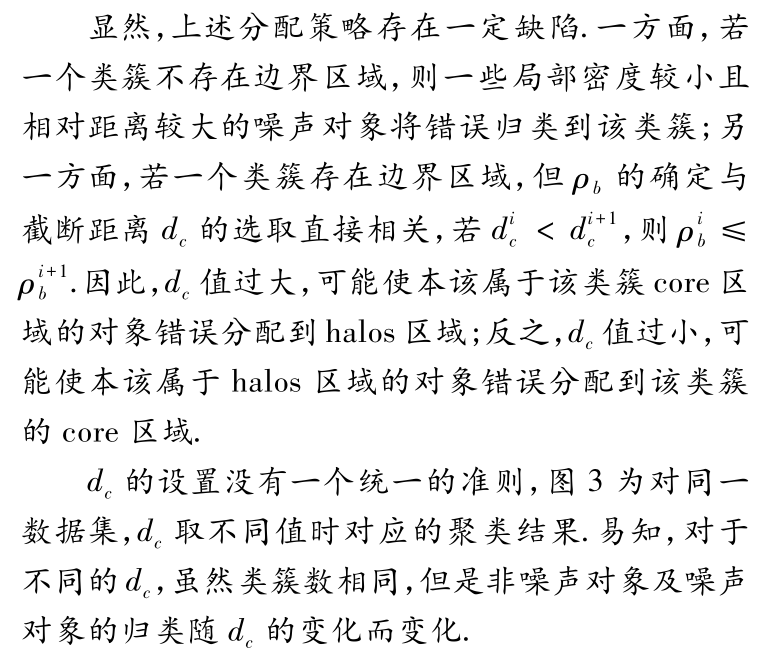 显然,上述分配策略存在一定缺陷.一方面,若
一个类簇不存在边界区域,则一些局部密度较小且
相对距离较大的噪声对象将错误归类到该类簇;另
一方面,若一个类簇存在边界区域,但 ρ_b 的确定与
截断距离 d_c 的选取直接相关,若 d_c^i < d_c^{i+1},则 ρ_b^i ≤
ρ_b^{i+1}.因此,d_c 值过大,可能使本该属于该类簇 core 区
域的对象错误分配到 halos 区域;反之,d_c 值过小,可
能使本该属于 halos 区域的对象错误分配到该类簇
的 core 区域.
d_c 的设置没有一个统一的准则,图 3 为对同一
数据集,d_c 取不同值时对应的聚类结果.易知,对于
不同的 d_c,虽然类簇数相同,但是非噪声对象及噪声
对象的归类随 d_c 的变化而变化.